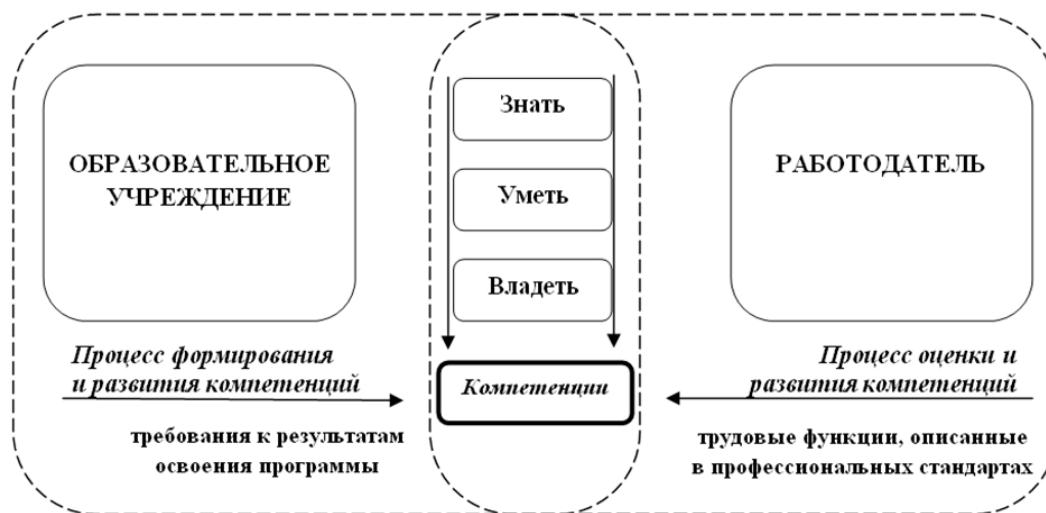 ОБРАЗОВАТЕЛЬНОЕ
УЧРЕЖДЕНИЕ
Процесс формирования
и развития компетенций
требования к результатам
освоения программы
Знать
Уметь
Владеть
Компетенции
РАБОТОДАТЕЛЬ
Процесс оценки и
развития компетенций
трудовые функции, описанные
в профессиональных стандартах